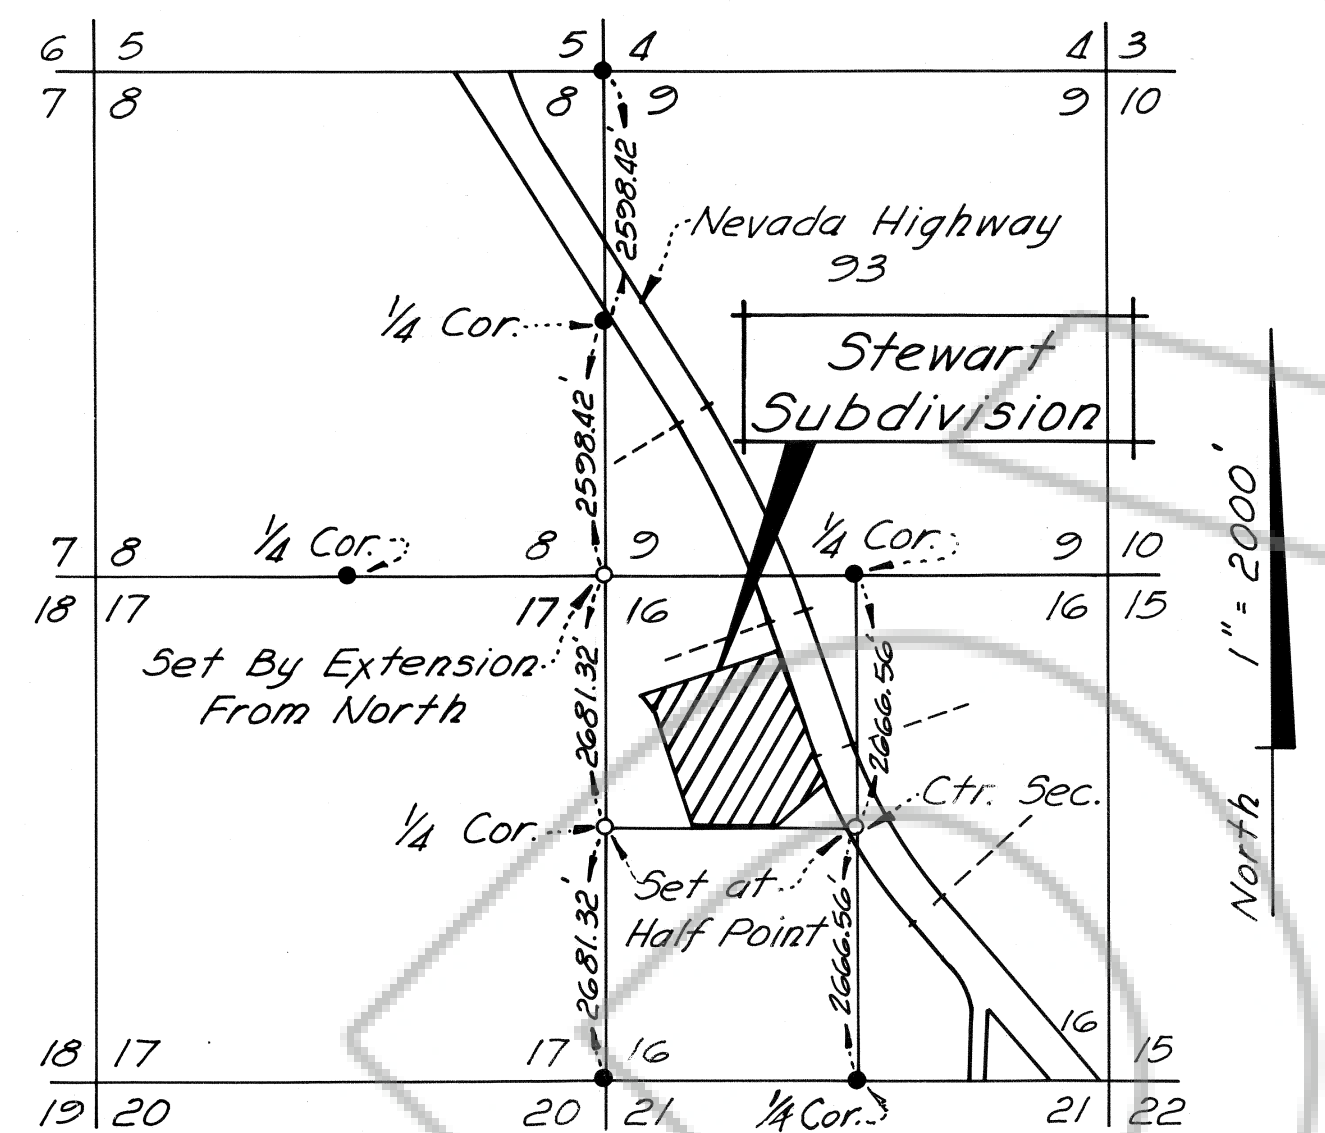 6 5 5 4 4 3
7 8 8 9 9 10
2598.42'
Nevada Highway
93
1/4 Cor.
Stewart
Subdivision
2598.42'
1/4 Cor.
1/4 Cor.
7 8 8 9 9 10
18 17 17 16 16 15
Set By Extension
From North
2681.32'
2666.56'
1" = 2000'
North
Ctr. Sec.
1/4 Cor.
Set at
Half Point
2681.32'
2666.56'
16
18 17 17 16 15
19 20 20 21 21 22
1/4 Cor.